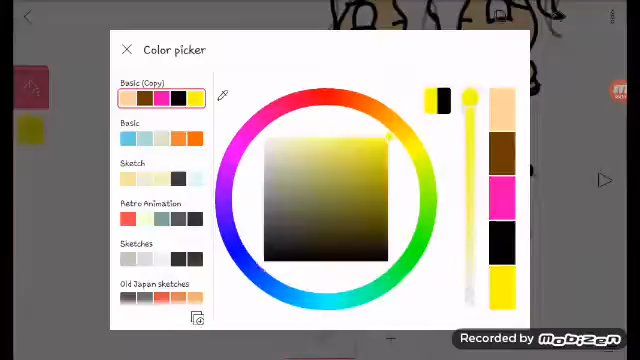 Color picker
Basic (Copy)
Basic
Sketch
Retro Animation
Sketches
Old Japan sketches
Recorded by mobizen